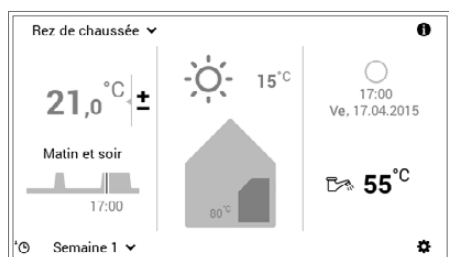 Rez de chaussée
21,0°C ±
Matin et soir
17:00
Semaine 1
15°C
80°C
17:00
Ve, 17.04.2015
55°C